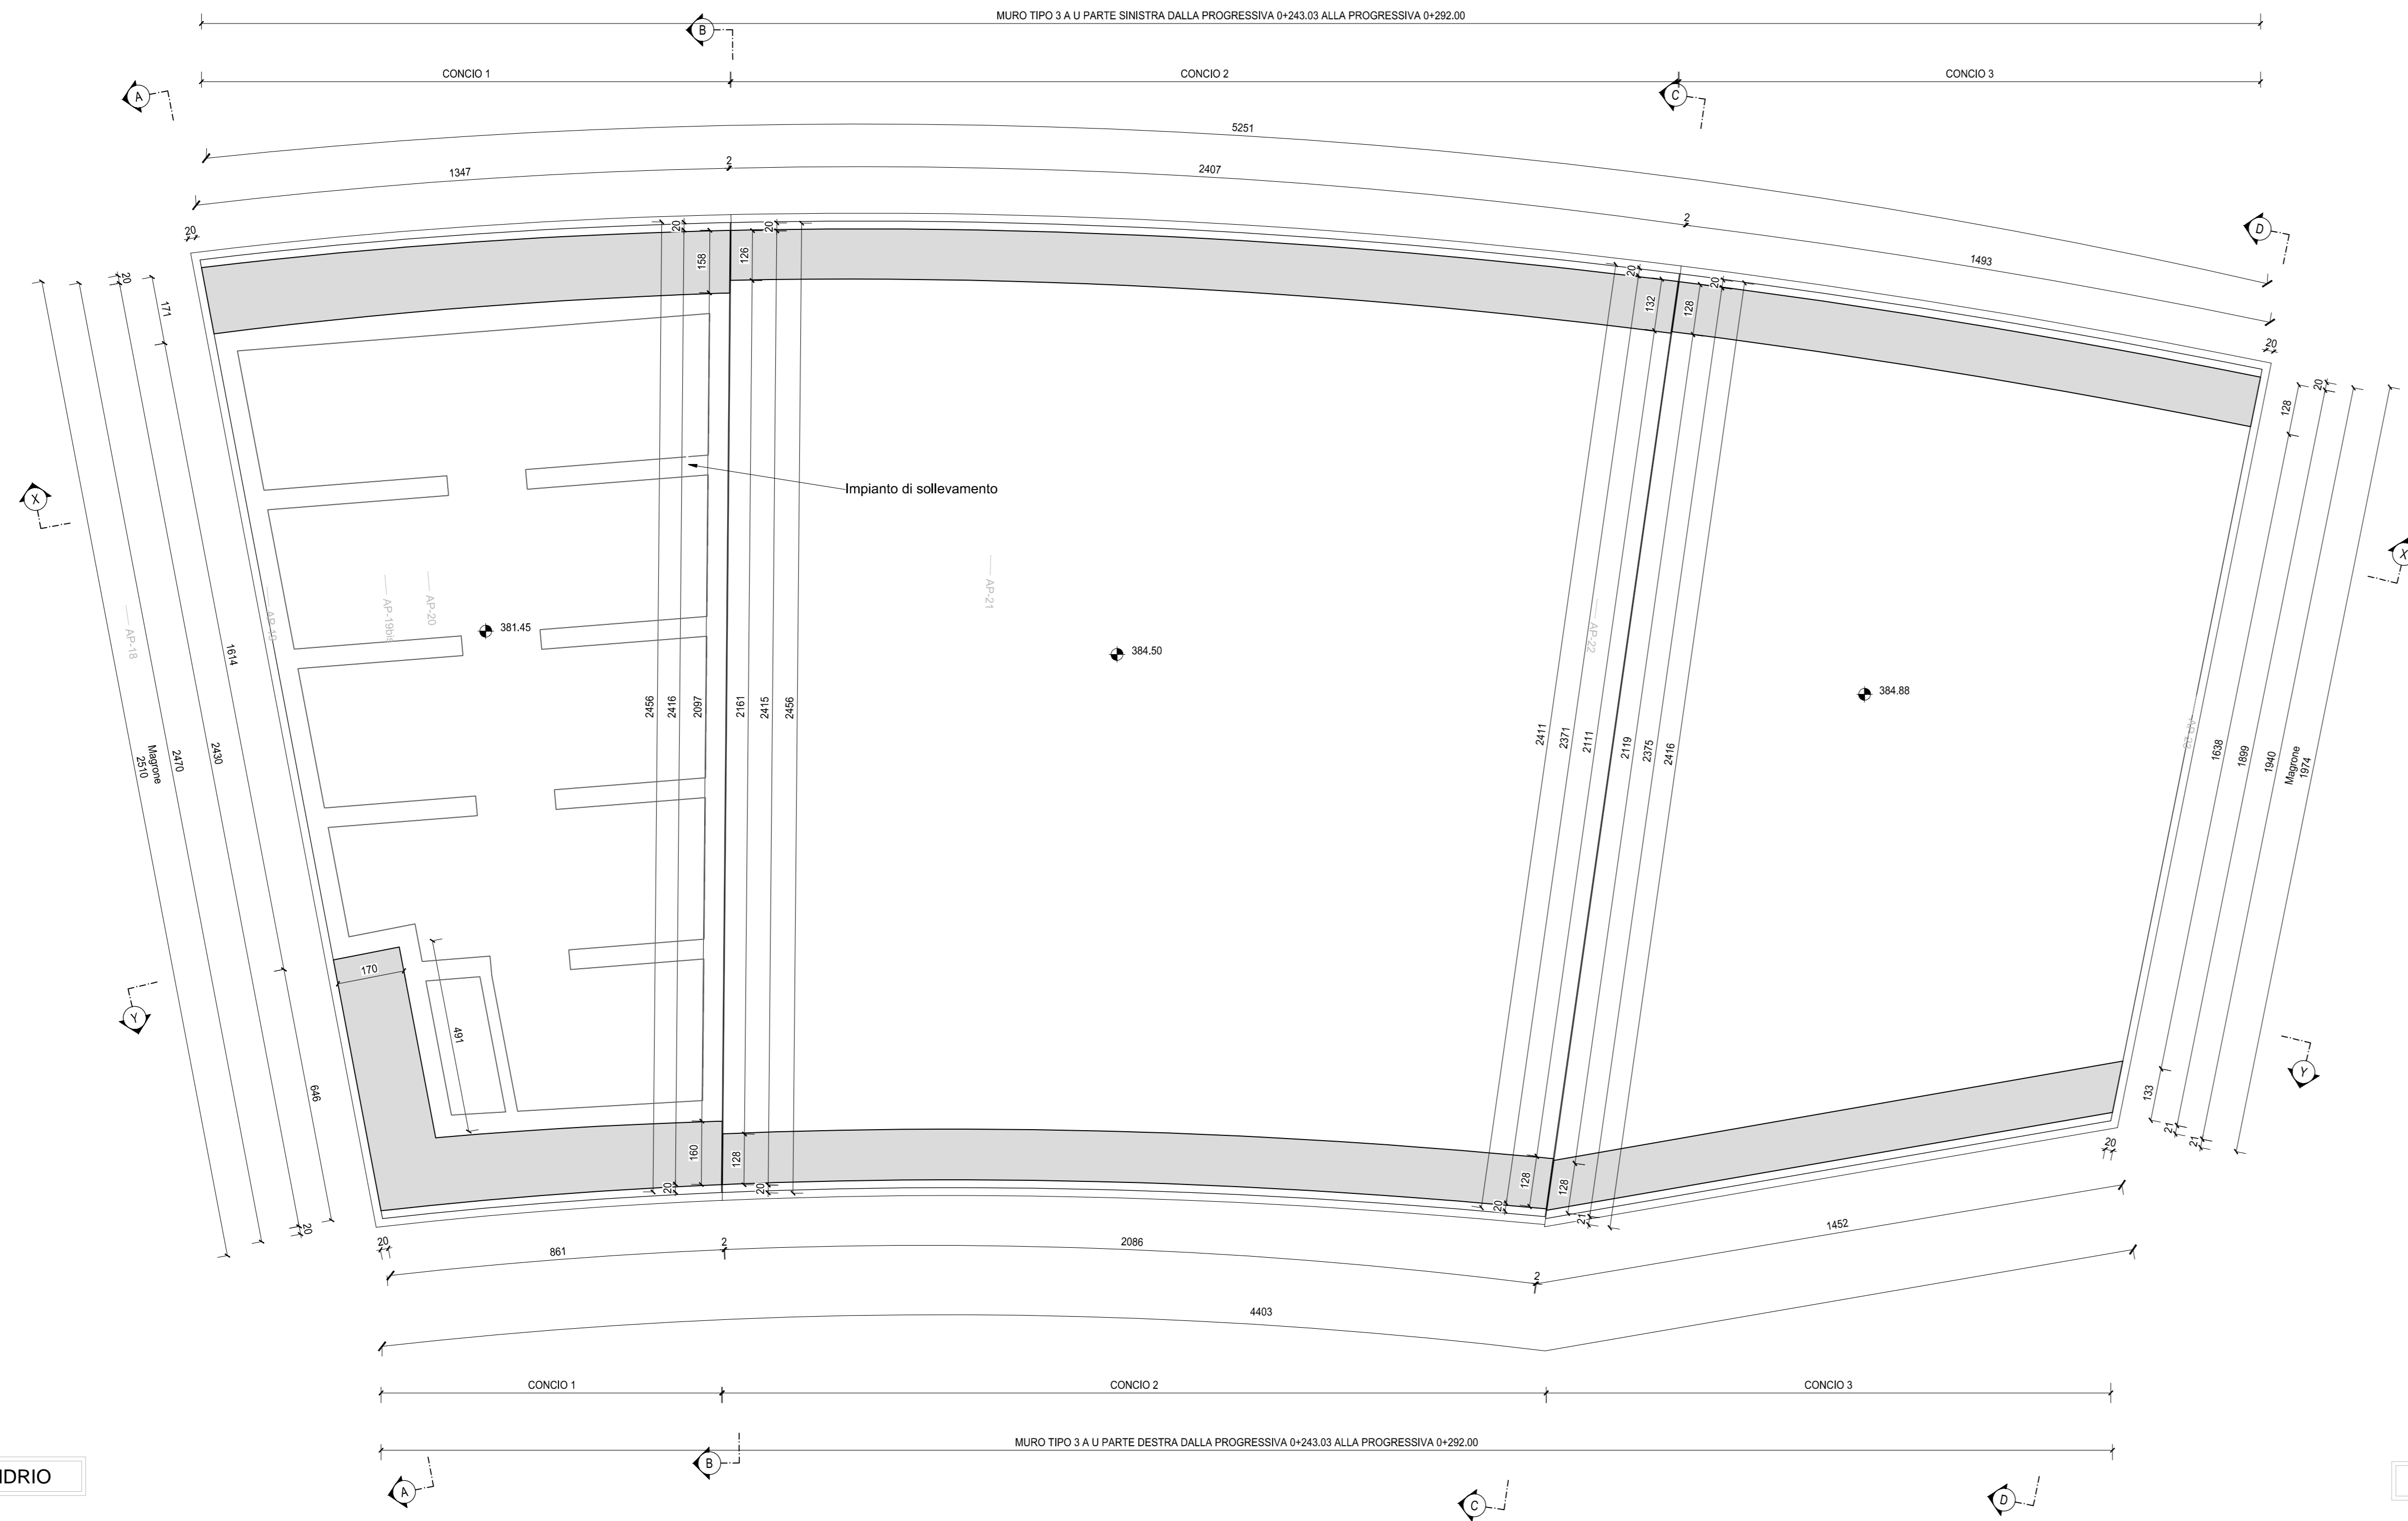 MURO TIPO 3 A U PARTE SINISTRA DALLA PROGRESSIVA 0+243.03 ALLA PROGRESSIVA 0+292.00
B
CONCIO 1
CONCIO 2
CONCIO 3
A
C
5251
1347
2
2407
2
1493
D
20
20
20
158
126
20
20
132
128
20
20
20
171
128
20
X
Impianto di sollevamento
X
AP-18
AP-19
AP-19bis
AP-20
AP-21
AP-22
381.45
384.50
384.88
1614
2430
2470
Magrone
2510
2456
2416
2097
2161
2415
2456
2411
2371
2111
2119
2375
2416
1638
1899
1940
Magrone
1974
170
491
646
Y
Y
160
128
20
20
20
128
128
20
21
133
21
21
20
20
861
2
2086
2
1452
4403
CONCIO 1
CONCIO 2
CONCIO 3
MURO TIPO 3 A U PARTE DESTRA DALLA PROGRESSIVA 0+243.03 ALLA PROGRESSIVA 0+292.00
B
A
C
D